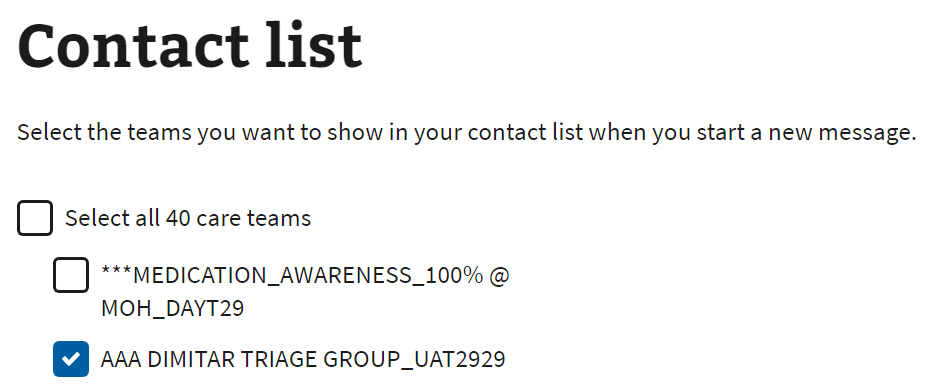 Contact list
Select the teams you want to show in your contact list when you start a new message.
Select all 40 care teams
***MEDICATION_AWARENESS_100% @
MOH_DAYT29
AAA DIMITAR TRIAGE GROUP_UAT2929